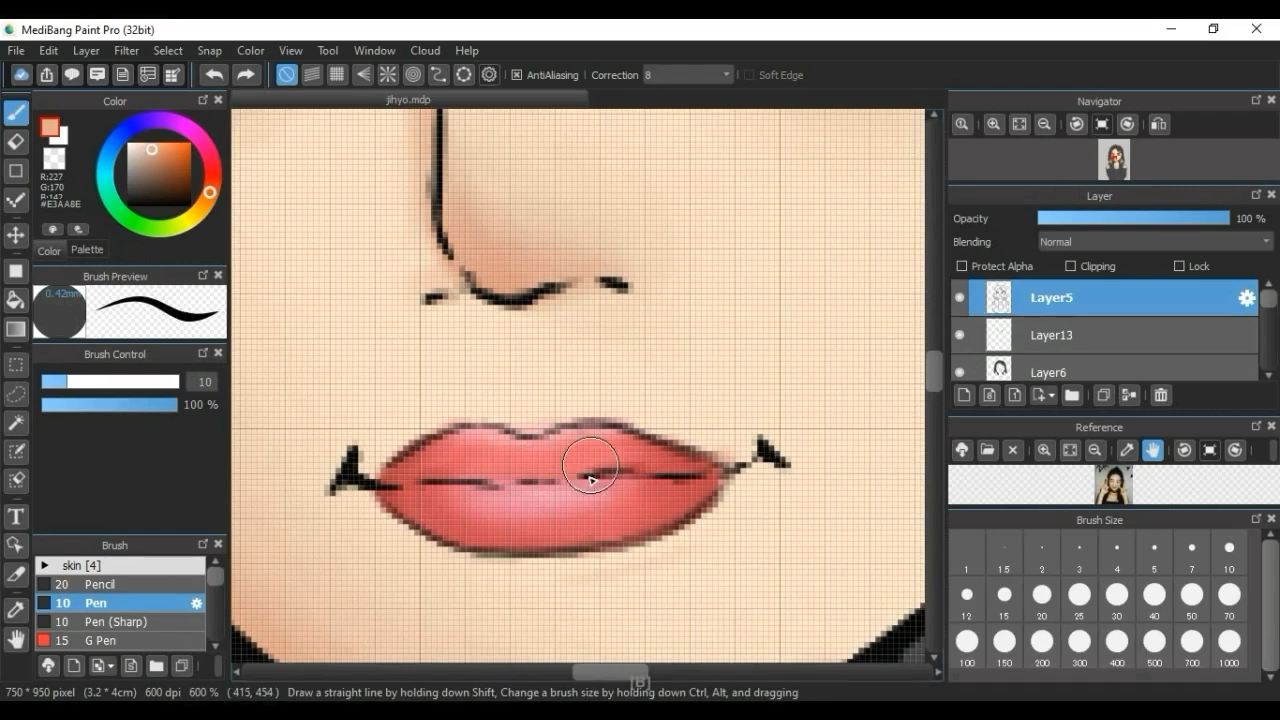 MediBang Paint Pro (32bit)
File Edit Layer Filter Select Snap Color View Tool Window Cloud Help
AntiAliasing Correction 8 Soft Edge
Color
jihyo.mdp
Navigator
R:227
G:170
B:142
#E3AA8E
Color Palette
Layer
Opacity 100 %
Blending Normal
Protect Alpha Clipping Lock
Brush Preview
0.42mm
Layer5
Layer13
Layer6
Brush Control
10
100 %
Reference
Brush Size
1 1.5 2 3 4 5 7 10
12 15 20 25 30 40 50 70
100 150 200 300 400 500 700 1000
Brush
skin [4]
20 Pencil
10 Pen
10 Pen (Sharp)
15 G Pen
T
[B]
750 * 950 pixel (3.2 * 4cm) 600 dpi 600 % ( 415, 454 ) Draw a straight line by holding down Shift, Change a brush size by holding down Ctrl, Alt, and dragging